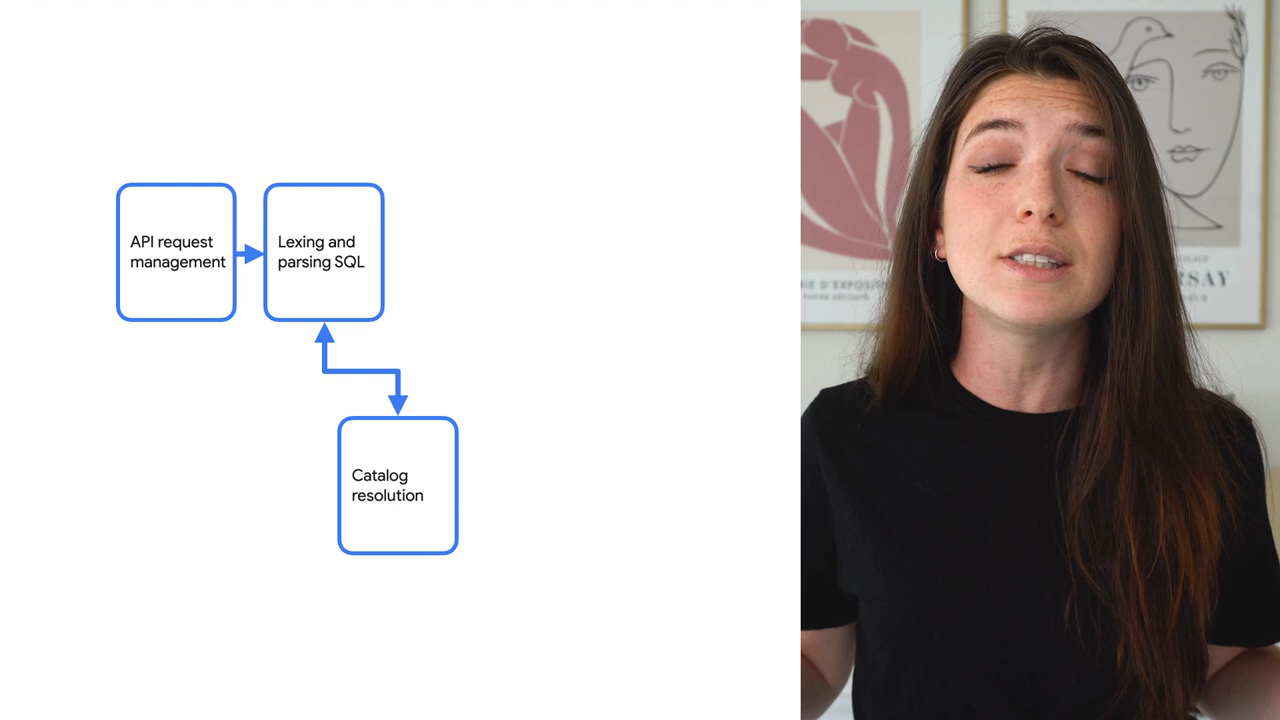 API request
management
Lexing and
parsing SQL
Catalog
resolution